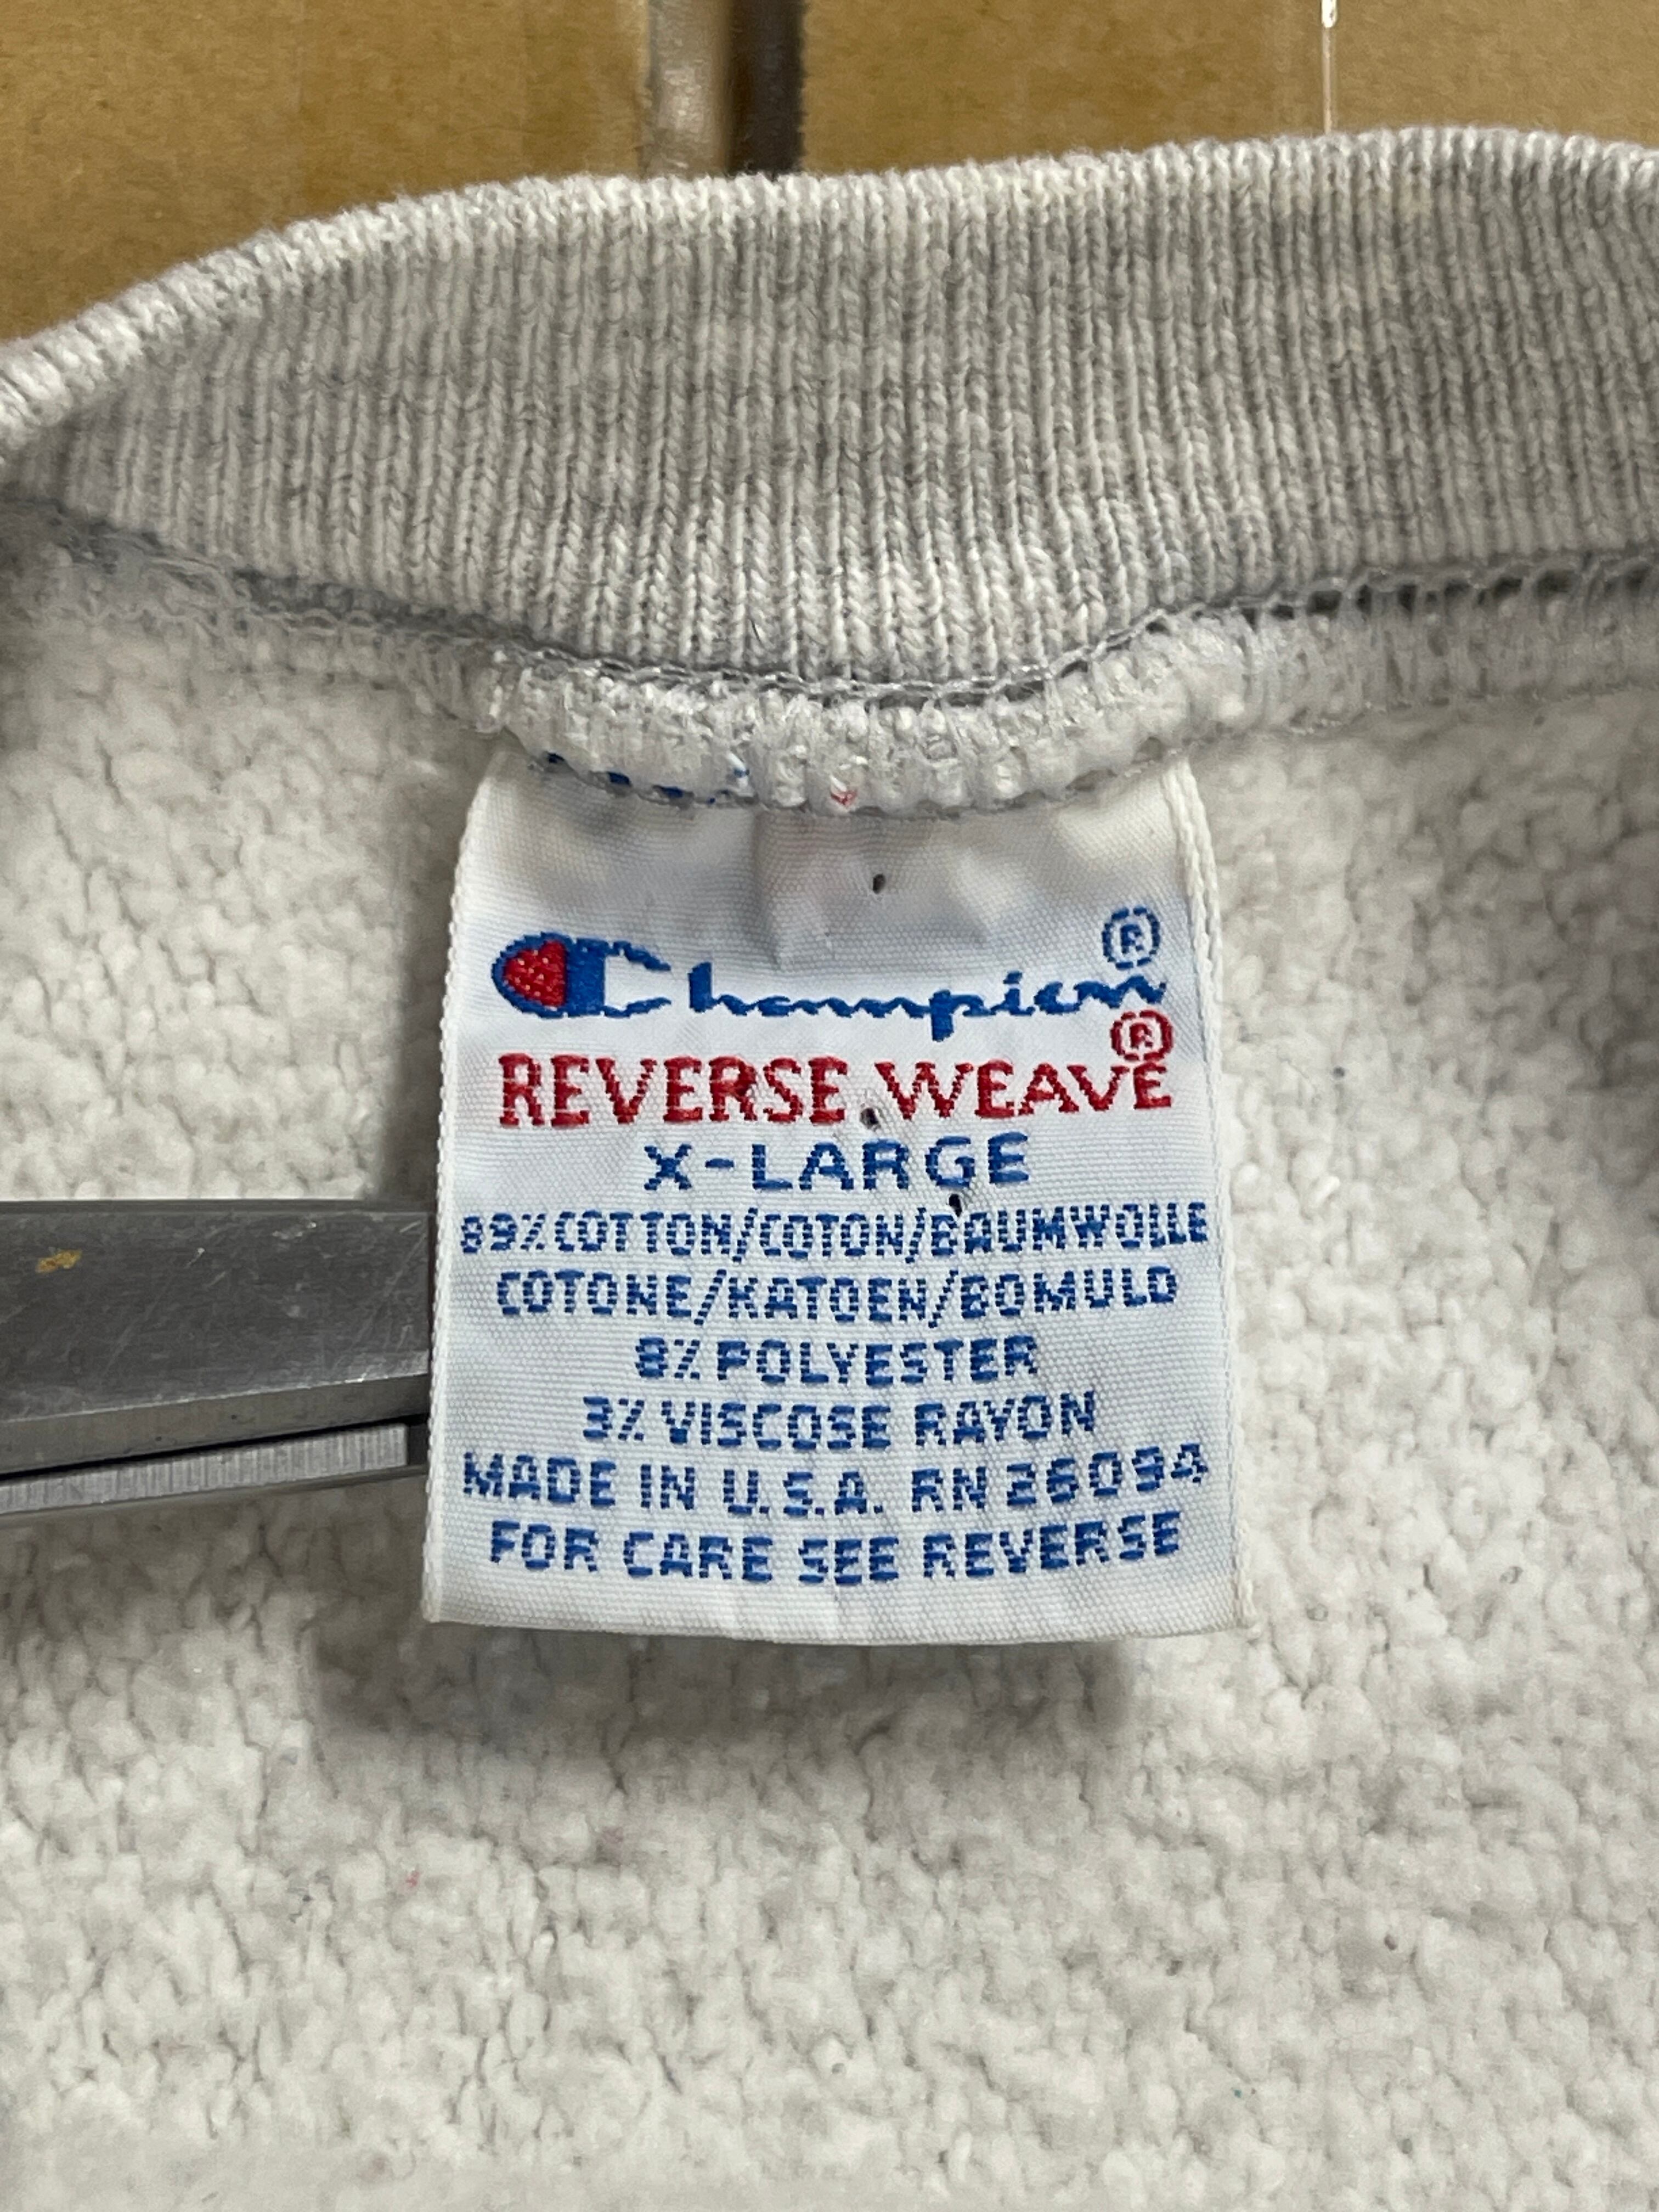 Champion®
REVERSE WEAVE®
X-LARGE
89% COTTON/COTON/BAUMWOLLE
COTONE/KATOEN/BOMULD
8% POLYESTER
3% VISCOSE RAYON
MADE IN U.S.A. RN 26094
FOR CARE SEE REVERSE